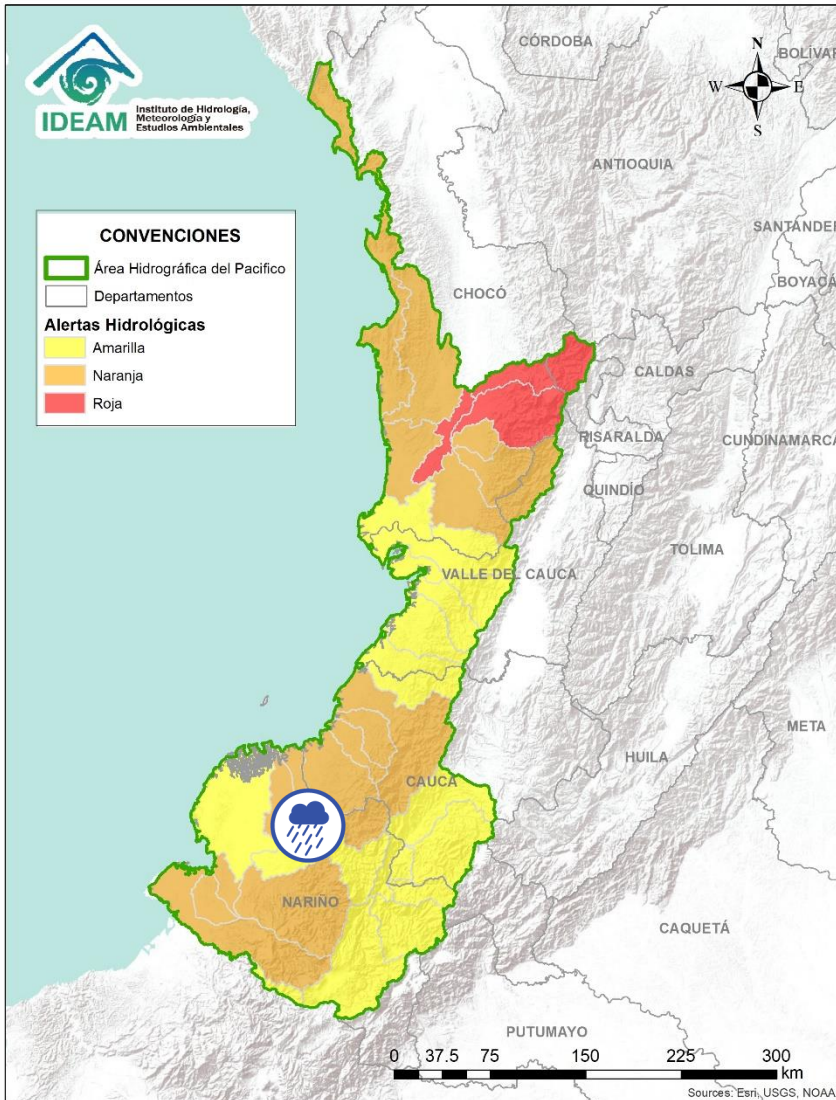 IDEAM
Instituto de Hidrología,
Meteorología y
Estudios Ambientales
CÓRDOBA
BOLÍVAR
N
W
E
S
ANTIOQUIA
SANTANDER
BOYACÁ
CONVENCIONES
Área Hidrográfica del Pacifico
Departamentos
Alertas Hidrológicas
Amarilla
Naranja
Roja
CHOCÓ
CALDAS
RISARALDA
CUNDINAMARCA
QUINDÍO
TOLIMA
VALLE DEL CAUCA
META
HUILA
CAUCA
NARIÑO
CAQUETÁ
PUTUMAYO
0 37.5 75 150 225 300
km
Sources: Esri, USGS, NOAA